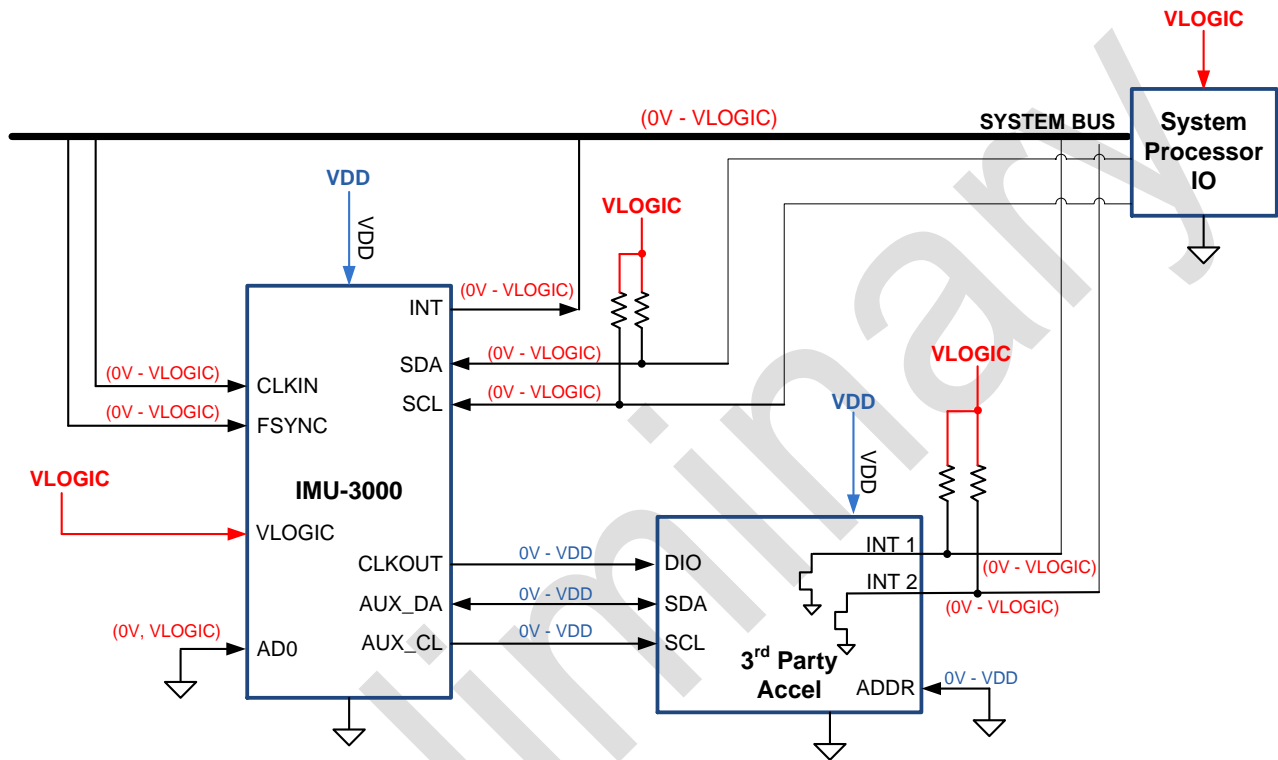 VLOGIC
(0V - VLOGIC)
SYSTEM BUS
System
Processor
IO
VDD
VDD
VLOGIC
(0V - VLOGIC)
INT
(0V - VLOGIC)
SDA
(0V - VLOGIC)
SCL
(0V - VLOGIC)
CLKIN
(0V - VLOGIC)
FSYNC
VLOGIC
IMU-3000
VLOGIC
VLOGIC
VDD
VDD
CLKOUT
0V - VDD
DIO
AUX_DA
0V - VDD
SDA
AUX_CL
0V - VDD
SCL
INT 1
(0V - VLOGIC)
INT 2
(0V - VLOGIC)
3rd Party
Accel
ADDR
0V - VDD
(0V, VLOGIC)
AD0
liminary